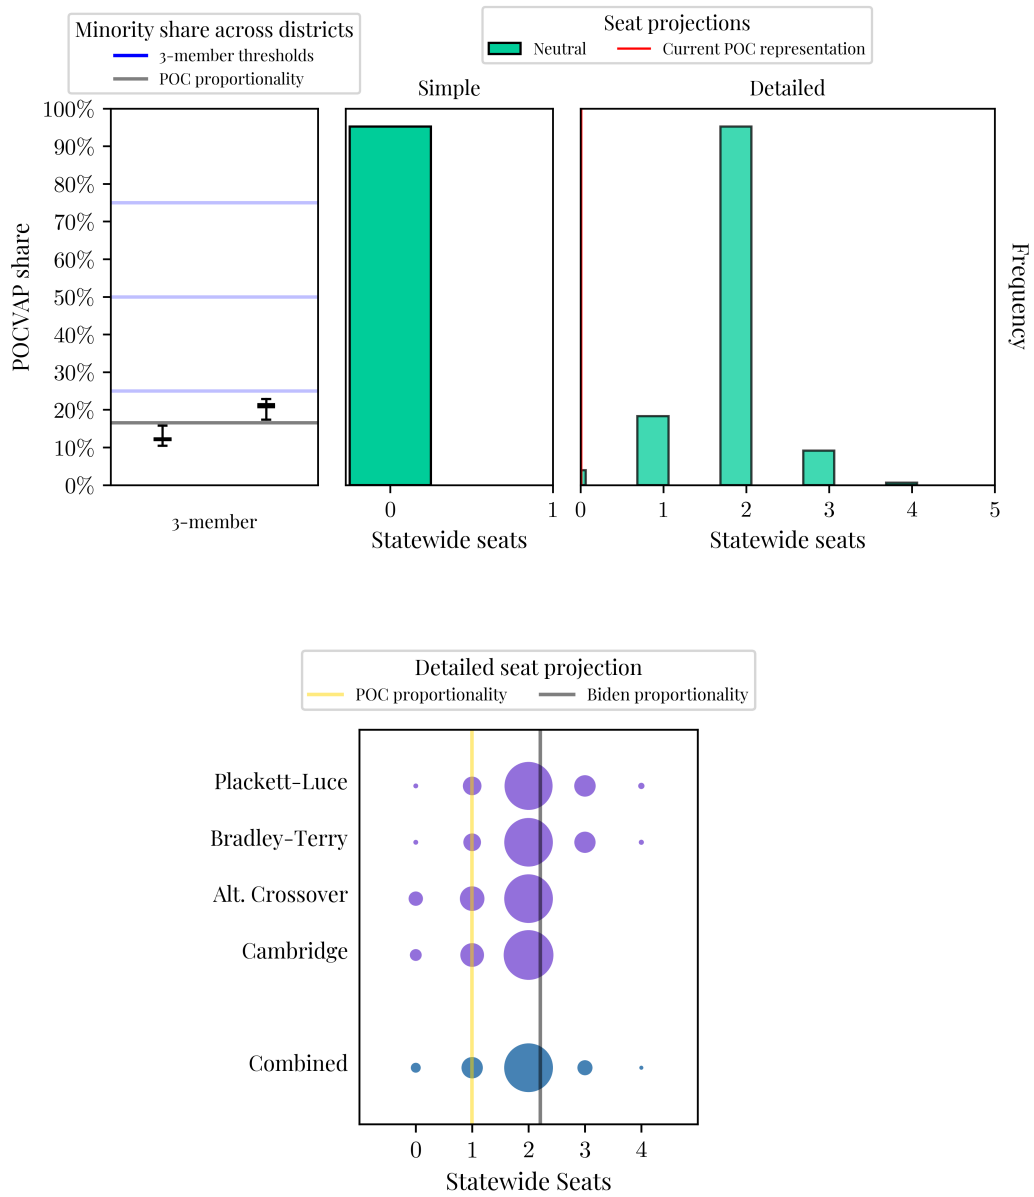 Minority share across districts
3-member thresholds
POC proportionality
Seat projections
Neutral
Current POC representation
Simple
Detailed
100%
90%
80%
70%
60%
50%
40%
30%
20%
10%
0%
POCVAP share
3-member
0
1
Statewide seats
0
1
2
3
4
5
Statewide seats
Frequency
Detailed seat projection
POC proportionality
Biden proportionality
Plackett-Luce
Bradley-Terry
Alt. Crossover
Cambridge
Combined
0
1
2
3
4
Statewide Seats